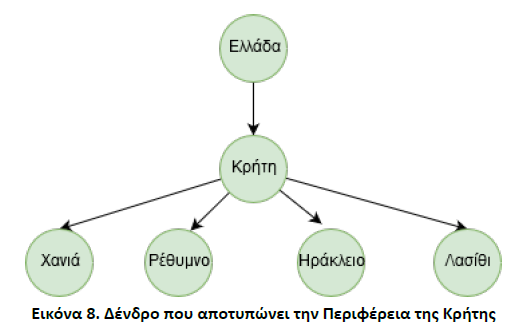 Ελλάδα
Κρήτη
Χανιά
Ρέθυμνο
Ηράκλειο
Λασίθι
Εικόνα 8. Δένδρο που αποτυπώνει την Περιφέρεια της Κρήτης